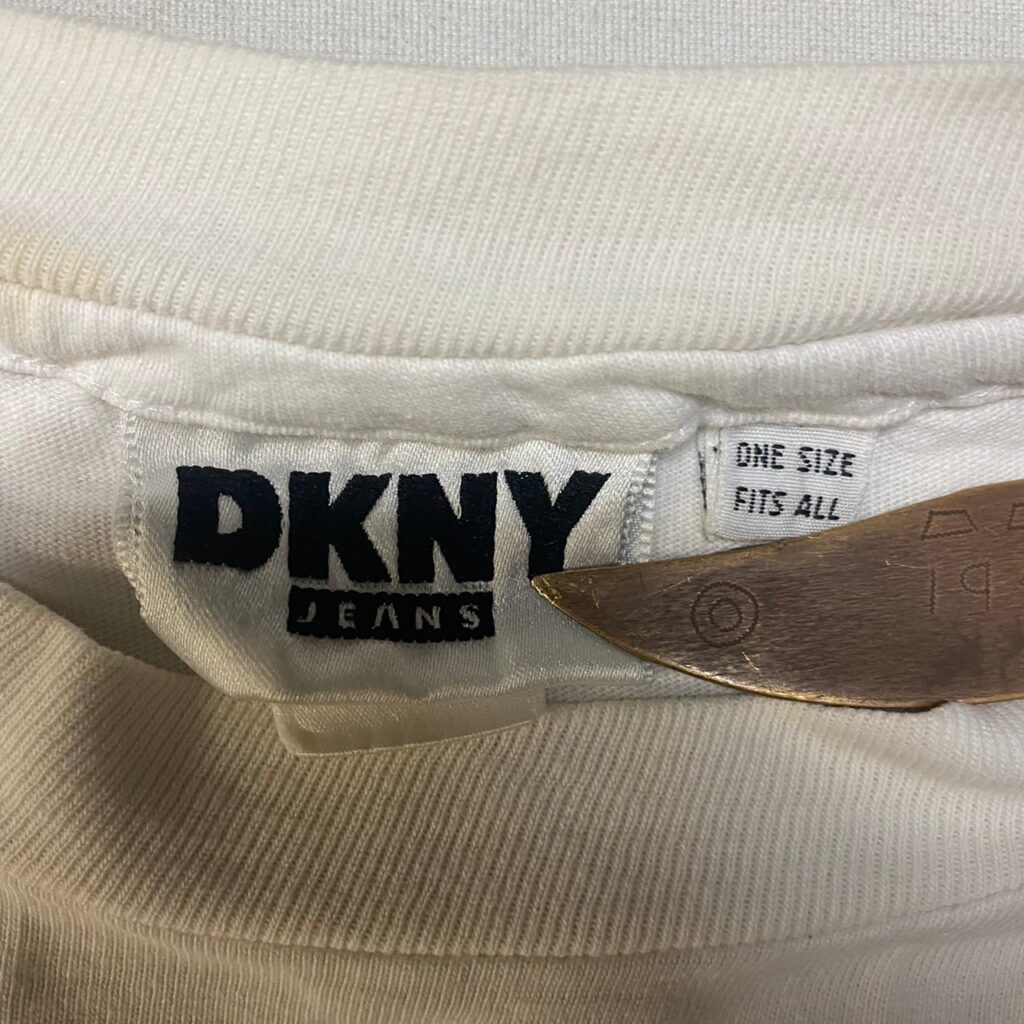 DKNY
JEANS
ONE SIZE
FITS ALL